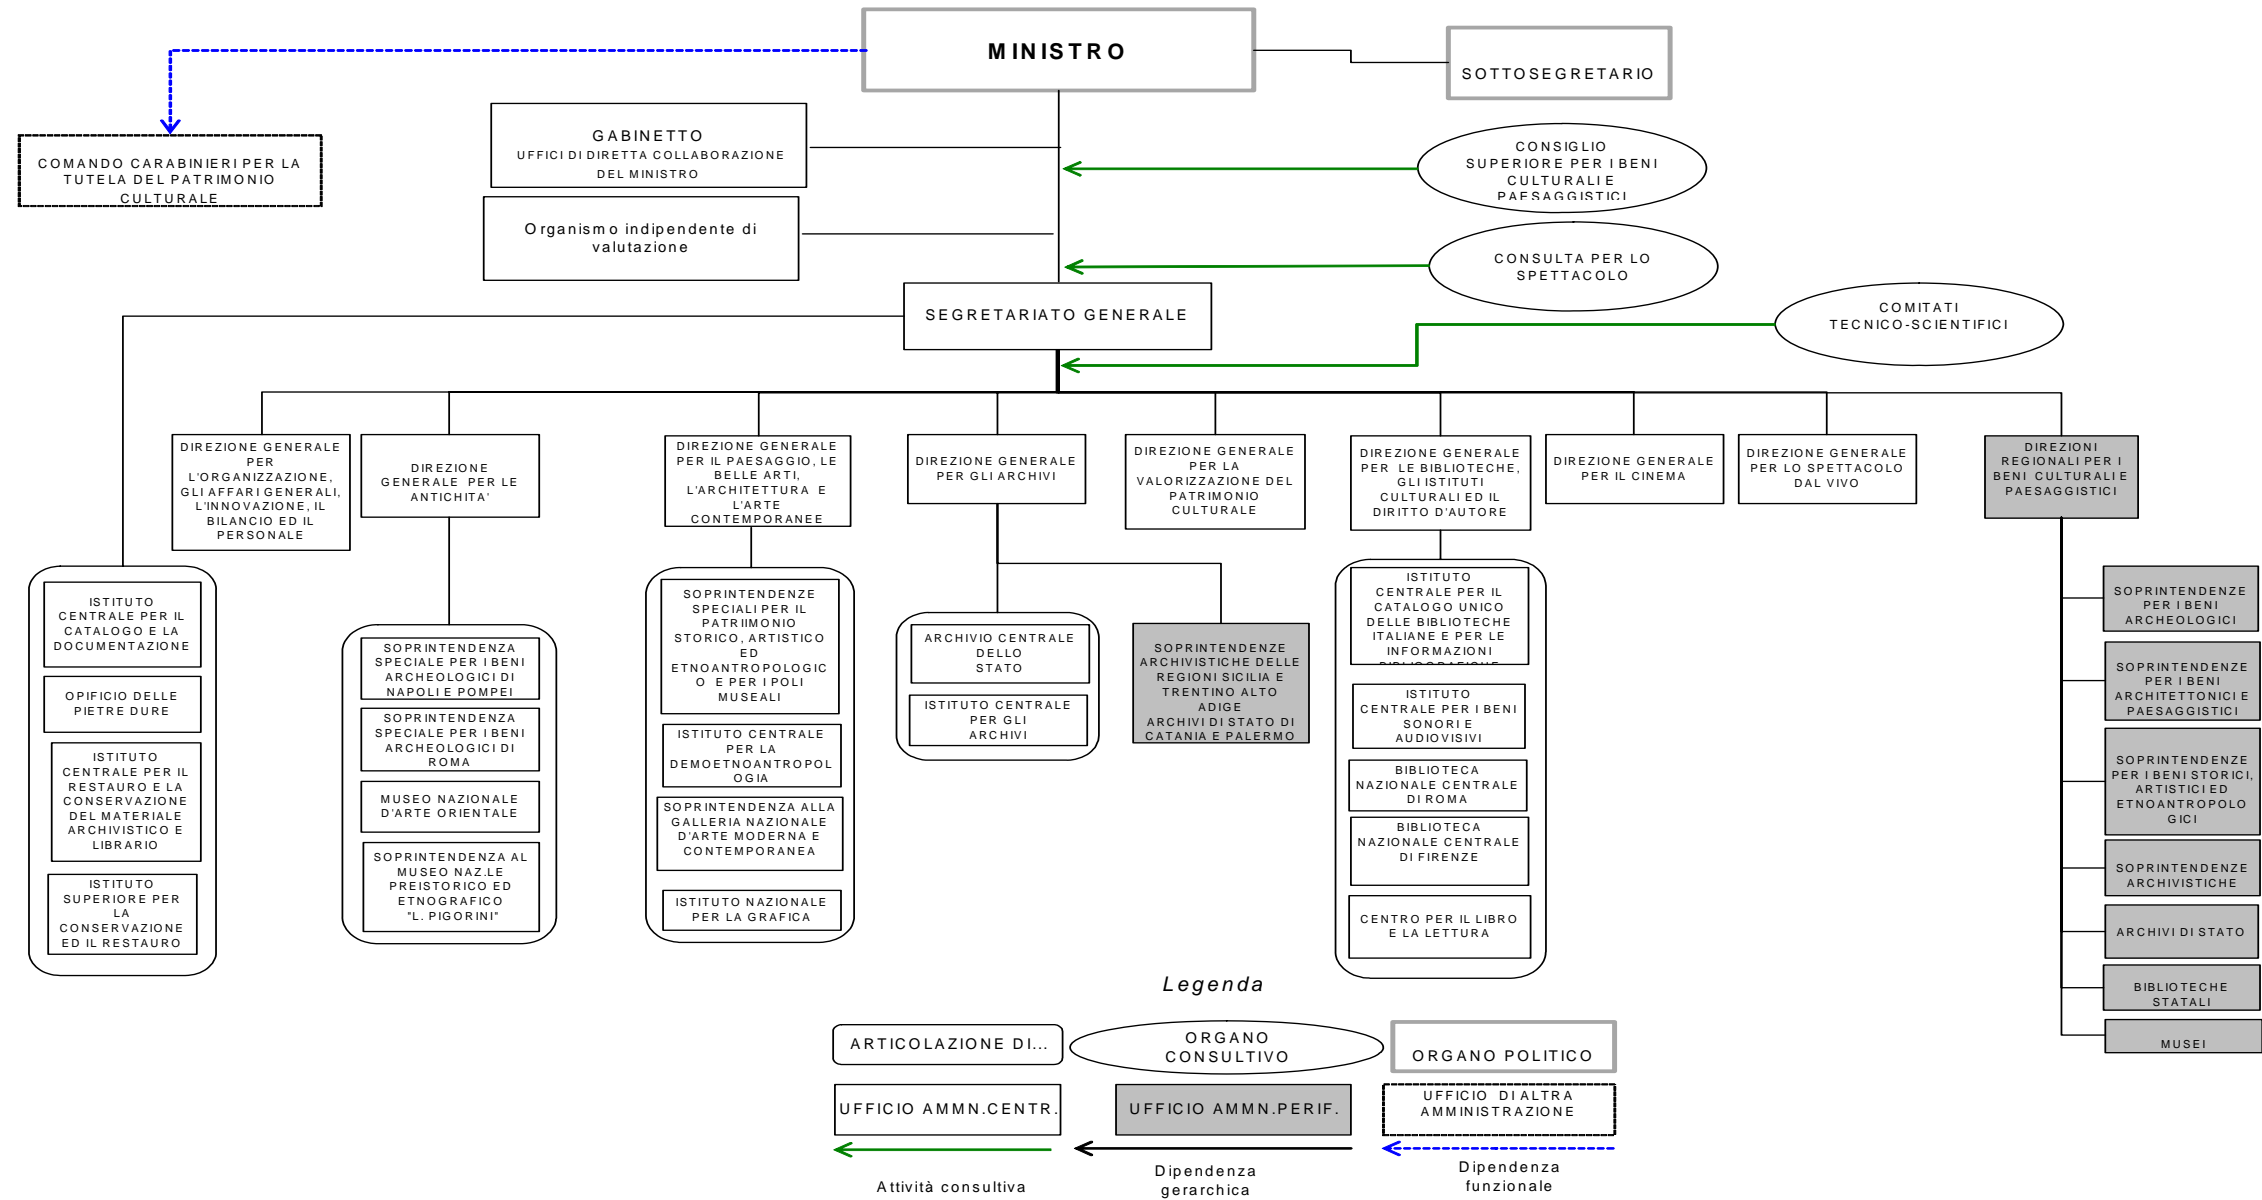 MINISTRO
SOTTOSEGRETARIO
COMANDO CARABINIERI PER LA
TUTELA DEL PATRIMONIO
CULTURALE
GABINETTO
UFFICI DI DIRETTA COLLABORAZIONE
DEL MINISTRO
CONSIGLIO
SUPERIORE PER I BENI
CULTURALI E
PAESAGGISTICI
Organismo indipendente di
valutazione
CONSULTA PER LO
SPETTACOLO
SEGRETARIATO GENERALE
COMITATI
TECNICO-SCIENTIFICI
DIREZIONE GENERALE
PER
L'ORGANIZZAZIONE,
GLI AFFARI GENERALI,
L'INNOVAZIONE, IL
BILANCIO ED IL
PERSONALE
DIREZIONE
GENERALE PER LE
ANTICHITA'
DIREZIONE GENERALE
PER IL PAESAGGIO, LE
BELLE ARTI,
L'ARCHITETTURA E
L'ARTE
CONTEMPORANEE
DIREZIONE GENERALE
PER GLI ARCHIVI
DIREZIONE GENERALE
PER LA
VALORIZZAZIONE DEL
PATRIMONIO
CULTURALE
DIREZIONE GENERALE
PER LE BIBLIOTECHE,
GLI ISTITUTI
CULTURALI ED IL
DIRITTO D'AUTORE
DIREZIONE GENERALE
PER IL CINEMA
DIREZIONE GENERALE
PER LO SPETTACOLO
DAL VIVO
DIREZIONI
REGIONALI PER I
BENI CULTURALI E
PAESAGGISTICI
ISTITUTO
CENTRALE PER IL
CATALOGO E LA
DOCUMENTAZIONE
OPIFICIO DELLE
PIETRE DURE
ISTITUTO
CENTRALE PER IL
RESTAURO E LA
CONSERVAZIONE
DEL MATERIALE
ARCHIVISTICO E
LIBRARIO
ISTITUTO
SUPERIORE PER
LA
CONSERVAZIONE
ED IL RESTAURO
SOPRINTENDENZA
SPECIALE PER I BENI
ARCHEOLOGICI DI
NAPOLI E POMPEI
SOPRINTENDENZA
SPECIALE PER I BENI
ARCHEOLOGICI DI
ROMA
MUSEO NAZIONALE
D'ARTE ORIENTALE
SOPRINTENDENZA AL
MUSEO NAZ.LE
PREISTORICO ED
ETNOGRAFICO
"L. PIGORINI"
SOPRINTENDENZE
SPECIALI PER IL
PATRIMONIO
STORICO, ARTISTICO
ED
ETNOANTROPOLOGIC
O E PER I POLI
MUSEALI
ISTITUTO CENTRALE
PER LA
DEMOETNOANTROPOL
OGIA
SOPRINTENDENZA ALLA
GALLERIA NAZIONALE
D'ARTE MODERNA E
CONTEMPORANEA
ISTITUTO NAZIONALE
PER LA GRAFICA
ARCHIVIO CENTRALE
DELLO
STATO
ISTITUTO CENTRALE
PER GLI
ARCHIVI
SOPRINTENDENZE
ARCHIVISTICHE DELLE
REGIONI SICILIA E
TRENTINO ALTO
ADIGE
ARCHIVI DI STATO DI
CATANIA E PALERMO
ISTITUTO
CENTRALE PER IL
CATALOGO UNICO
DELLE BIBLIOTECHE
ITALIANE E PER LE
INFORMAZIONI
BIBLIOGRAFICHE
ISTITUTO
CENTRALE PER I BENI
SONORI E
AUDIOVISIVI
BIBLIOTECA
NAZIONALE CENTRALE
DI ROMA
BIBLIOTECA
NAZIONALE CENTRALE
DI FIRENZE
CENTRO PER IL LIBRO
E LA LETTURA
SOPRINTENDENZE
PER I BENI
ARCHEOLOGICI
SOPRINTENDENZE
PER I BENI
ARCHITETTONICI E
PAESAGGISTICI
SOPRINTENDENZE
PER I BENI STORICI,
ARTISTICI ED
ETNOANTROPOLO
GICI
SOPRINTENDENZE
ARCHIVISTICHE
ARCHIVI DI STATO
BIBLIOTECHE
STATALI
MUSEI
Legenda
ARTICOLAZIONE DI...
ORGANO
CONSULTIVO
ORGANO POLITICO
UFFICIO AMMN.CENTR.
UFFICIO AMMN.PERIF.
UFFICIO DI ALTRA
AMMINISTRAZIONE
Attività consultiva
Dipendenza
gerarchica
Dipendenza
funzionale